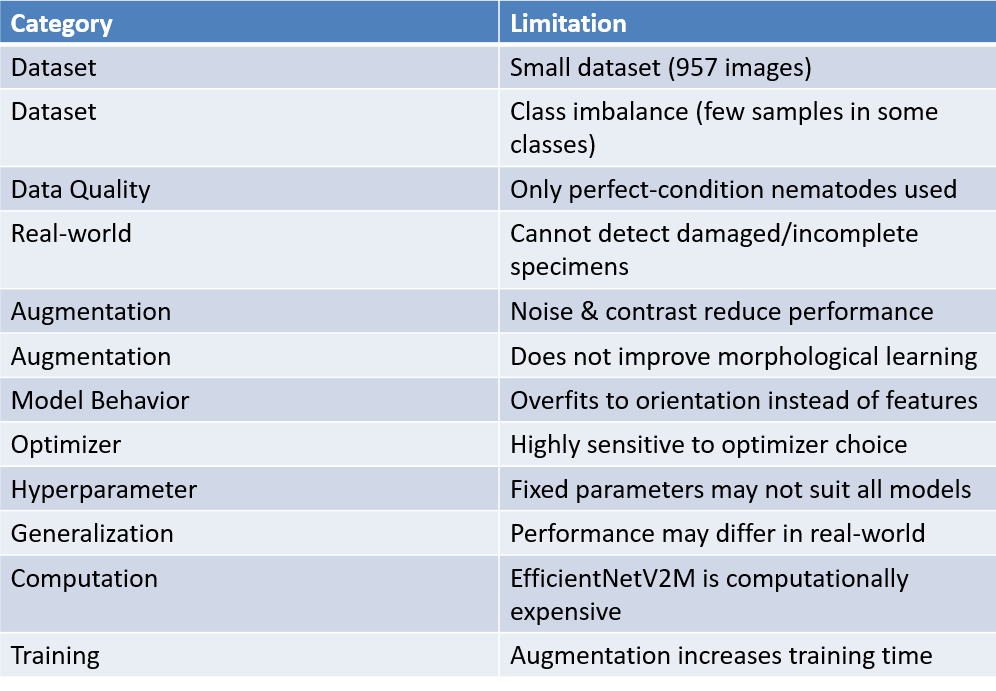 Category Limitation
Dataset Small dataset (957 images)
Dataset Class imbalance (few samples in some
classes)
Data Quality Only perfect-condition nematodes used
Real-world Cannot detect damaged/incomplete
specimens
Augmentation Noise & contrast reduce performance
Augmentation Does not improve morphological learning
Model Behavior Overfits to orientation instead of features
Optimizer Highly sensitive to optimizer choice
Hyperparameter Fixed parameters may not suit all models
Generalization Performance may differ in real-world
Computation EfficientNetV2M is computationally
expensive
Training Augmentation increases training time